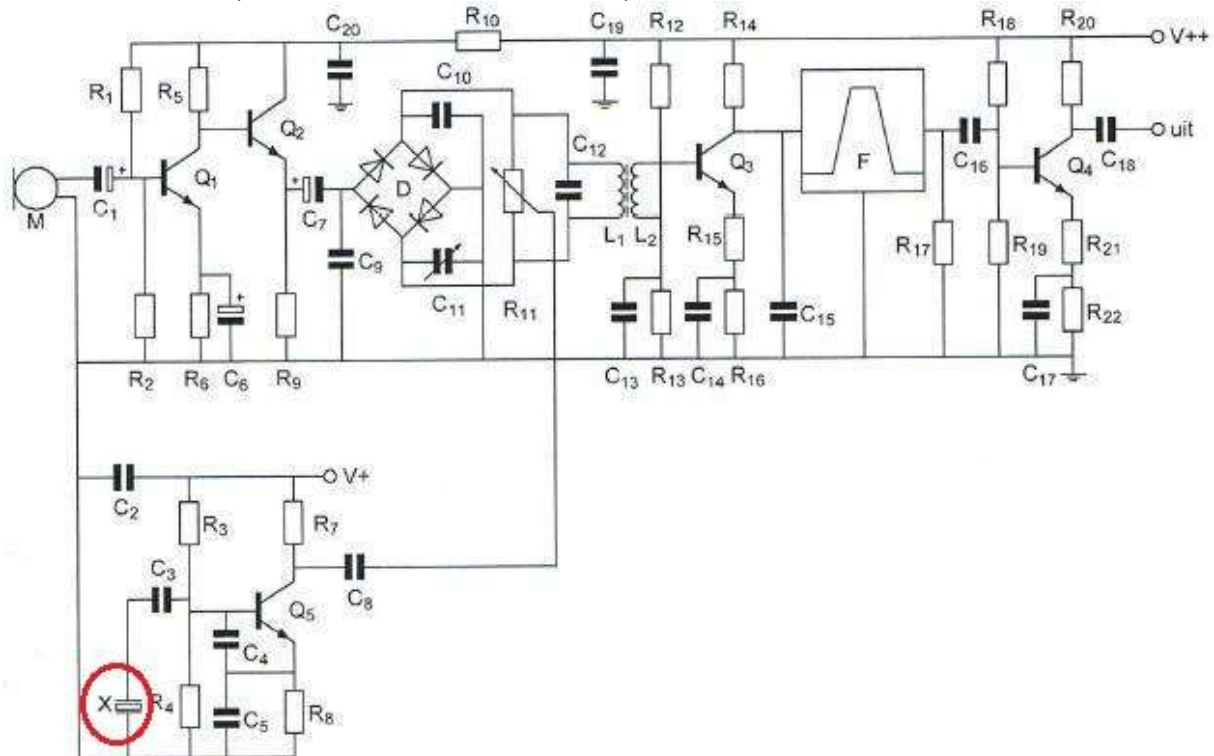 C20 R10 C19 R12 R14 R18 R20
V++
R1 R5 C10
Q2 C12 Q3 F C16 C18 uit
Q1 D Q4
M C1 C7 L1 L2 R15 R17 R19 R21
C9
C11 R11 C15 R22
R2 R6 C6 R9 C13 R13 C14 R16 C17
V+
C2 R3 R7
C3 C8
Q5
C4
X R4 C5 R8